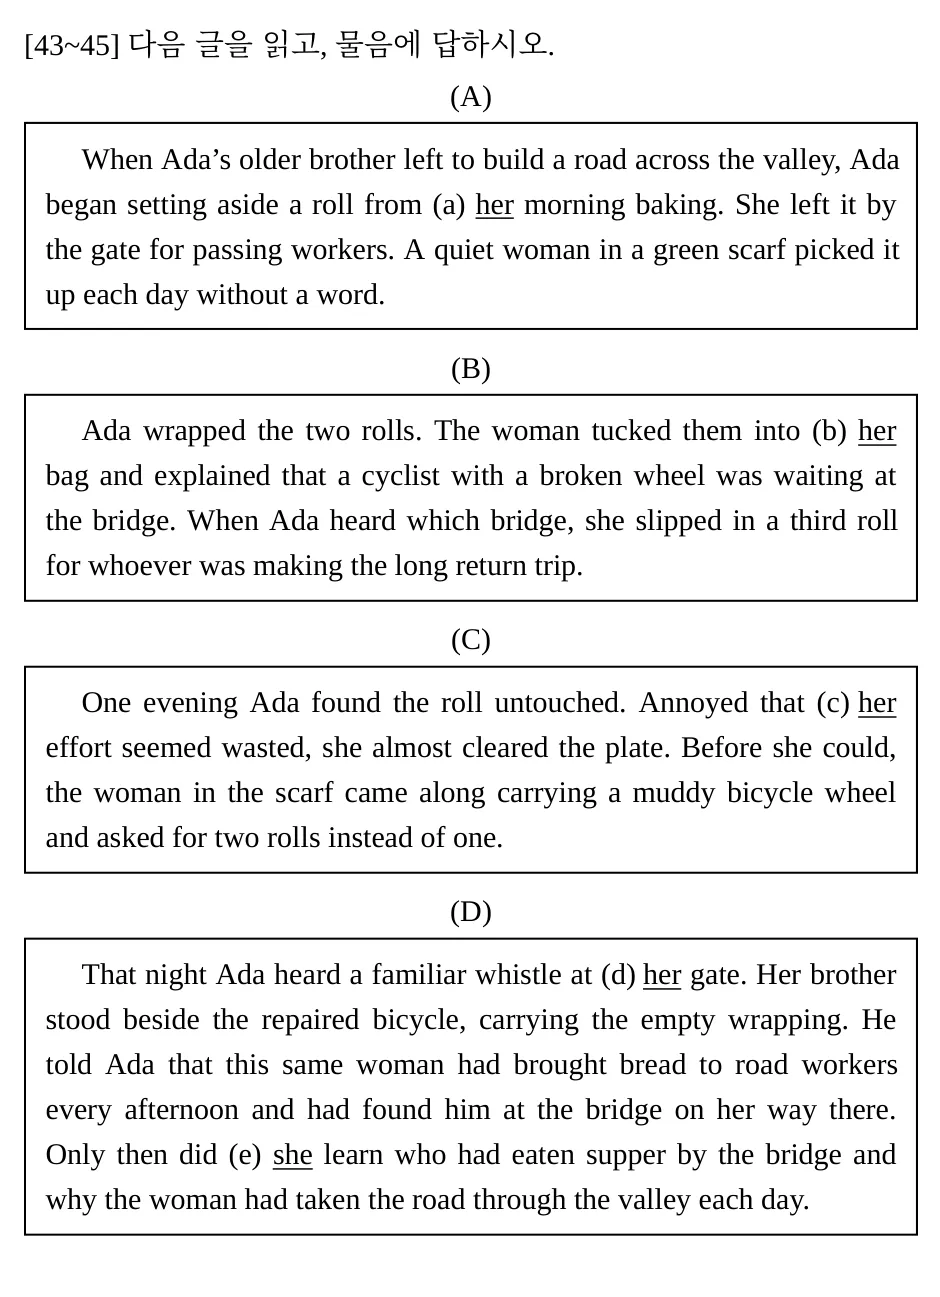 [43~45] 다음 글을 읽고, 물음에 답하시오.
(A)
When Ada’s older brother left to build a road across the valley, Ada
began setting aside a roll from (a) her morning baking. She left it by
the gate for passing workers. A quiet woman in a green scarf picked it
up each day without a word.
(B)
Ada wrapped the two rolls. The woman tucked them into (b) her
bag and explained that a cyclist with a broken wheel was waiting at
the bridge. When Ada heard which bridge, she slipped in a third roll
for whoever was making the long return trip.
(C)
One evening Ada found the roll untouched. Annoyed that (c) her
effort seemed wasted, she almost cleared the plate. Before she could,
the woman in the scarf came along carrying a muddy bicycle wheel
and asked for two rolls instead of one.
(D)
That night Ada heard a familiar whistle at (d) her gate. Her brother
stood beside the repaired bicycle, carrying the empty wrapping. He
told Ada that this same woman had brought bread to road workers
every afternoon and had found him at the bridge on her way there.
Only then did (e) she learn who had eaten supper by the bridge and
why the woman had taken the road through the valley each day.